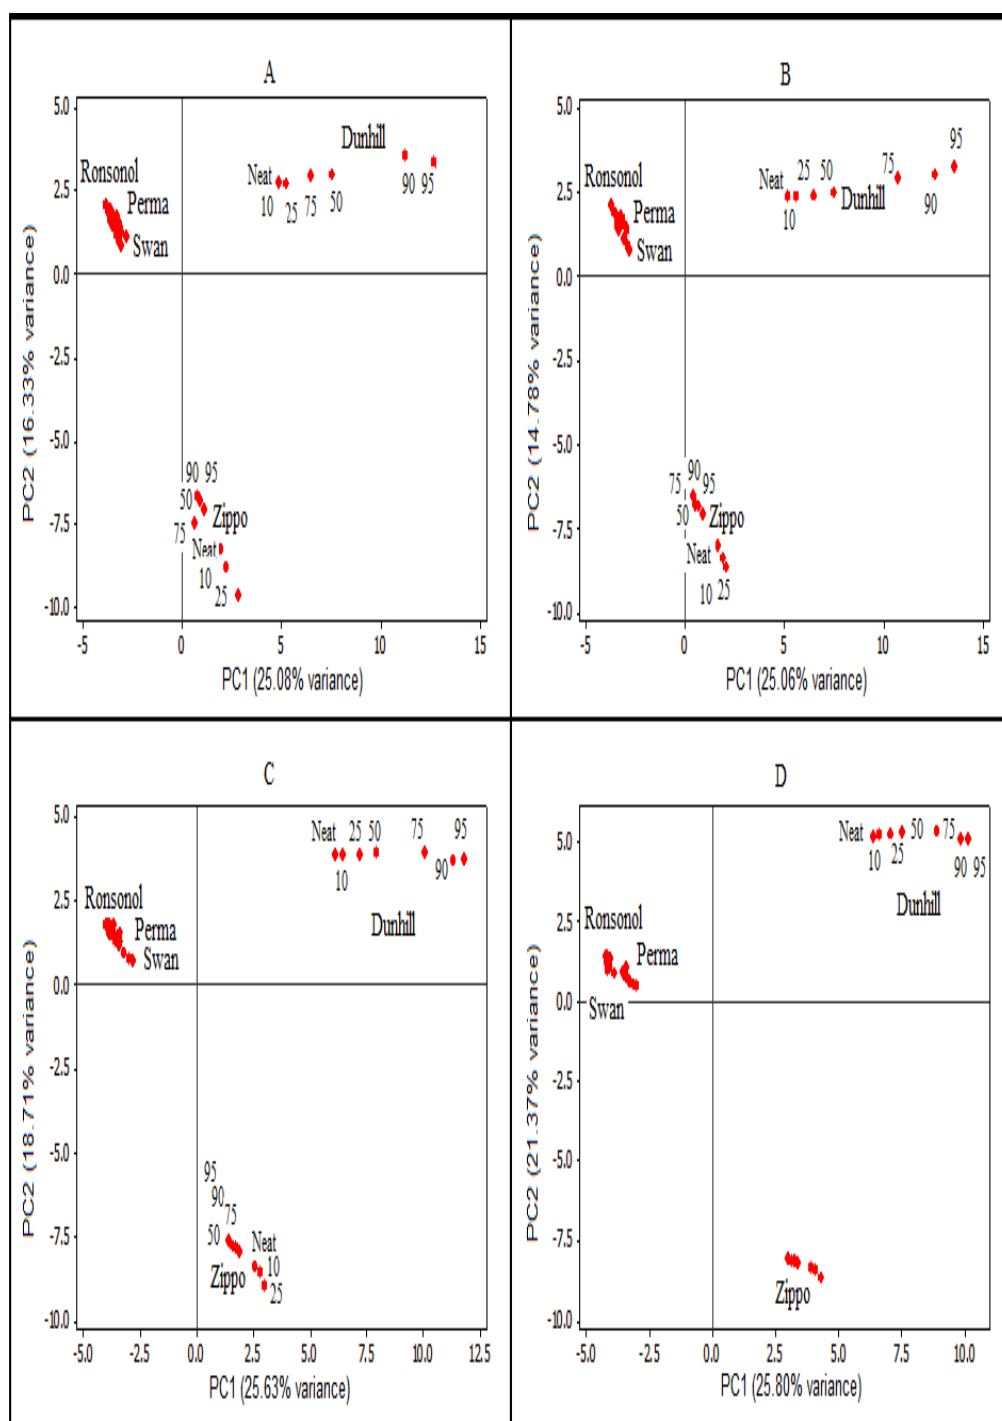 A
5.0
Dunhill
Ronsonol
Neat
2.5
Perma
10 25 75 50
90 95
Swan
0.0
PC2 (16.33% variance)
-2.5
-5.0
90 95
50
Zippo
-7.5
75
Neat
10
25
-10.0
-5 0 5 10 15
PC1 (25.08% variance)
B
5.0
95
75
Ronsonol
Neat 25 50
2.5
Dunhill
90
Perma
10
Swan
0.0
PC2 (14.78% variance)
-2.5
-5.0
90
75 95
50 Zippo
-7.5
Neat
10 25
-10.0
-5 0 5 10 15
PC1 (25.06% variance)
C
5.0
Neat 25 50 75 95
90
10
2.5
Ronsonol
Dunhill
Perma
Swan
0.0
PC2 (18.71% variance)
-2.5
-5.0
95
90
75
50
Neat
-7.5
10
Zippo
25
-10.0
-5.0 -2.5 0.0 2.5 5.0 7.5 10.0 12.5
PC1 (25.63% variance)
D
5.0
Neat 50 75
10 25 90 95
Dunhill
2.5
Ronsonol
Perma
Swan
0.0
PC2 (21.37% variance)
-2.5
-5.0
-7.5
Zippo
-10.0
-5.0 -2.5 0.0 2.5 5.0 7.5 10.0
PC1 (25.80% variance)